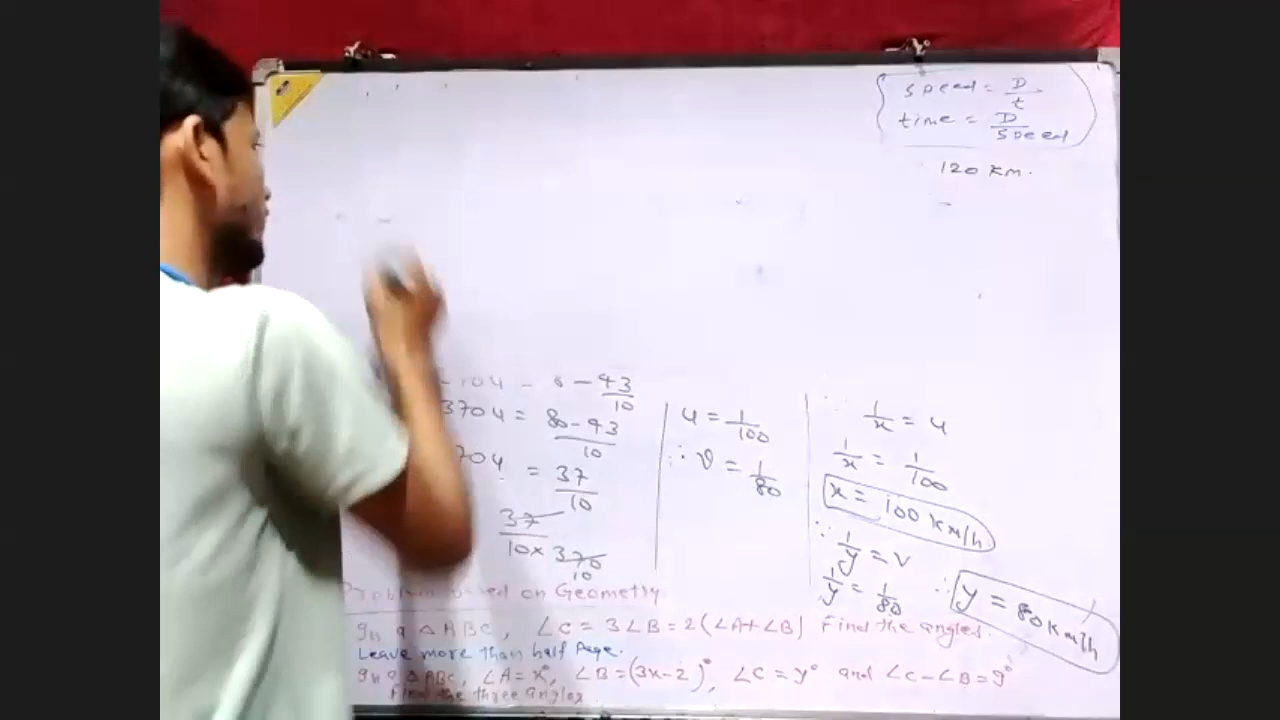 speed = D/t
time = D/speed
120 km.
104 - 8 - 43/10
3704 = 80-43/10
704 = 37/10
37/10 × 370/10
u = 1/100
∴ v = 1/80
∵ 1/x = u
1/x = 1/100
x = 100 km/h
∵ 1/y = v
1/y = 1/80
∴ y = 80 km/h
Problem based on Geometry
In a △ ABC, ∠C = 3∠B = 2(∠A+∠B) Find the angles.
Leave more than half Page.
In a △ABC, ∠A = x°, ∠B = (3x-2)°, ∠C = y° and ∠C-∠B = 9°
Find the three angles.